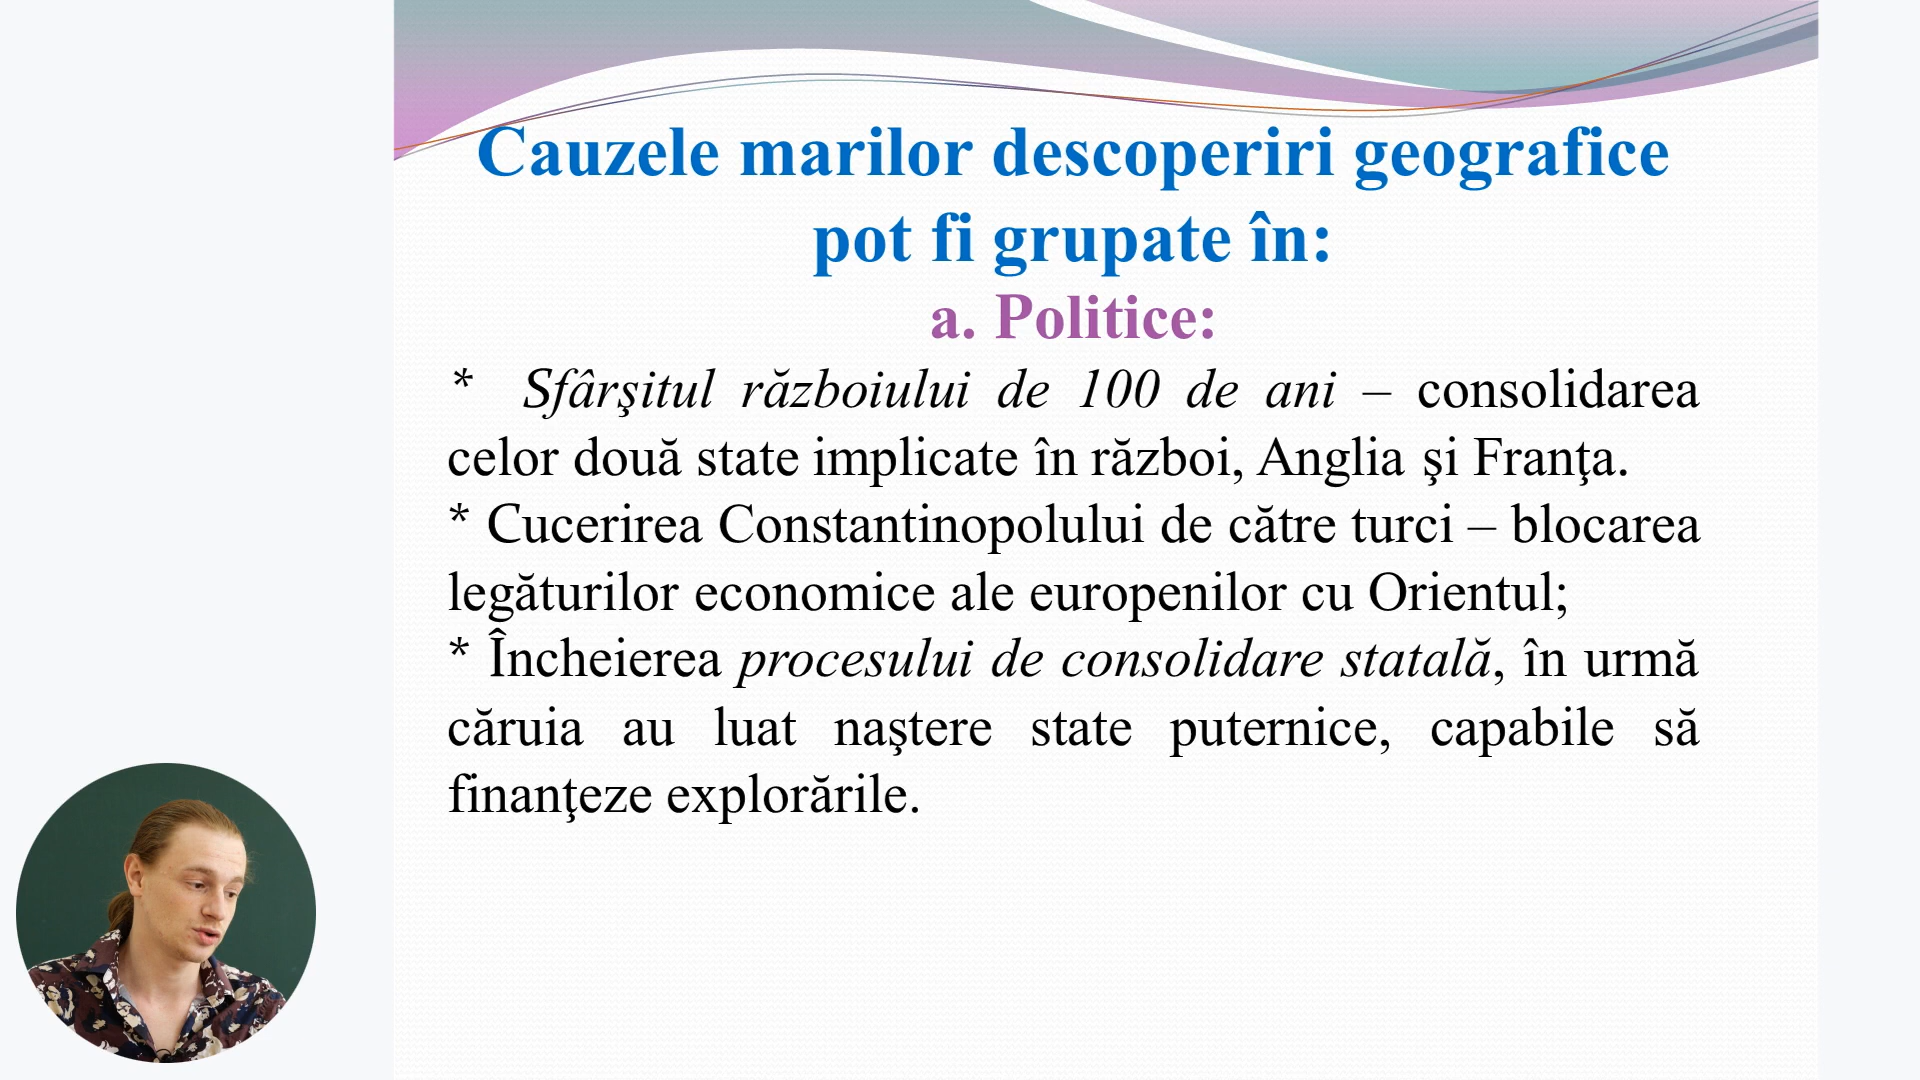 Cauzele marilor descoperiri geografice
pot fi grupate în:
a. Politice:
* Sfârşitul războiului de 100 de ani – consolidarea
celor două state implicate în război, Anglia şi Franţa.
* Cucerirea Constantinopolului de către turci – blocarea
legăturilor economice ale europenilor cu Orientul;
* Încheierea procesului de consolidare statală, în urmă
căruia au luat naştere state puternice, capabile să
finanţeze explorările.